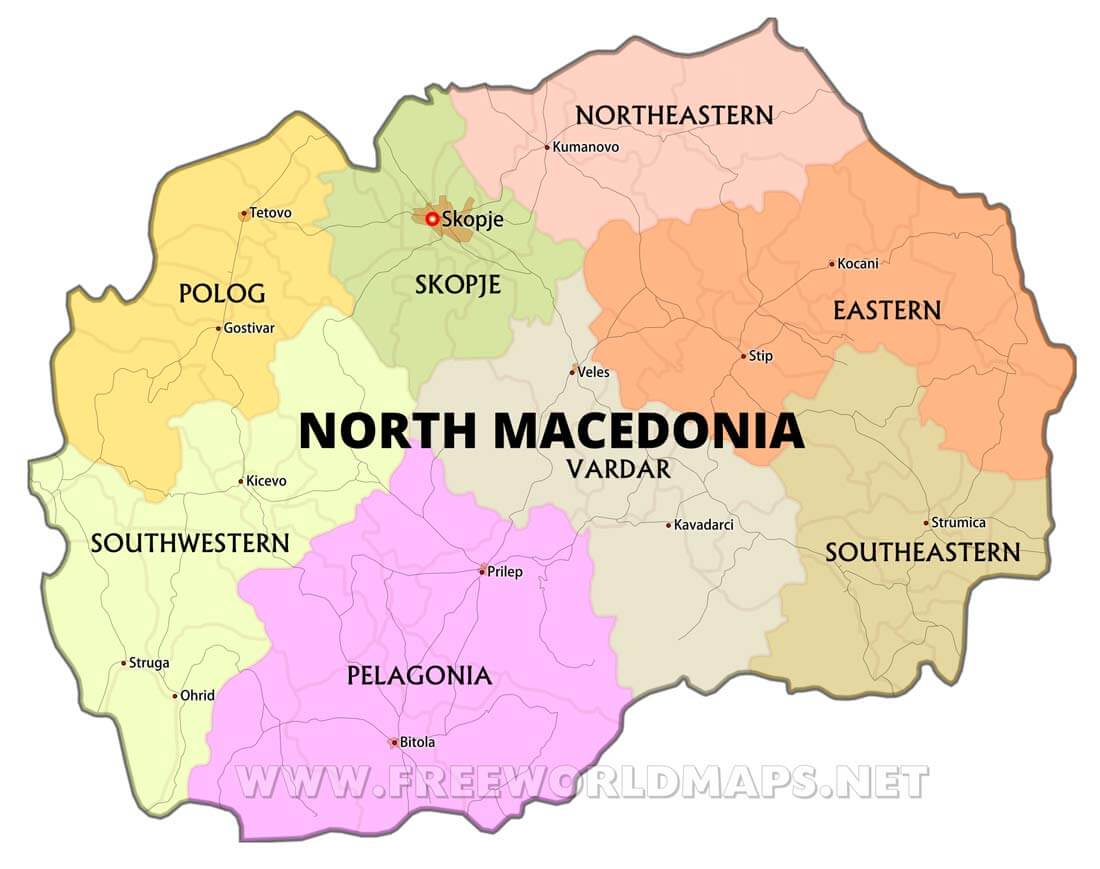 NORTHEASTERN
Kumanovo
Tetovo
Skopje
Kocani
SKOPJE
POLOG
EASTERN
Gostivar
Stip
Veles
NORTH MACEDONIA
VARDAR
Kicevo
Kavadarci
Strumica
SOUTHWESTERN
SOUTHEASTERN
Prilep
Struga
PELAGONIA
Ohrid
Bitola
WWW.FREEWORLDMAPS.NET